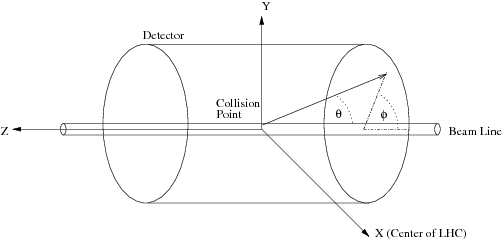 Y
Detector
Collision
Point
θ
ϕ
Z
Beam Line
X (Center of LHC)